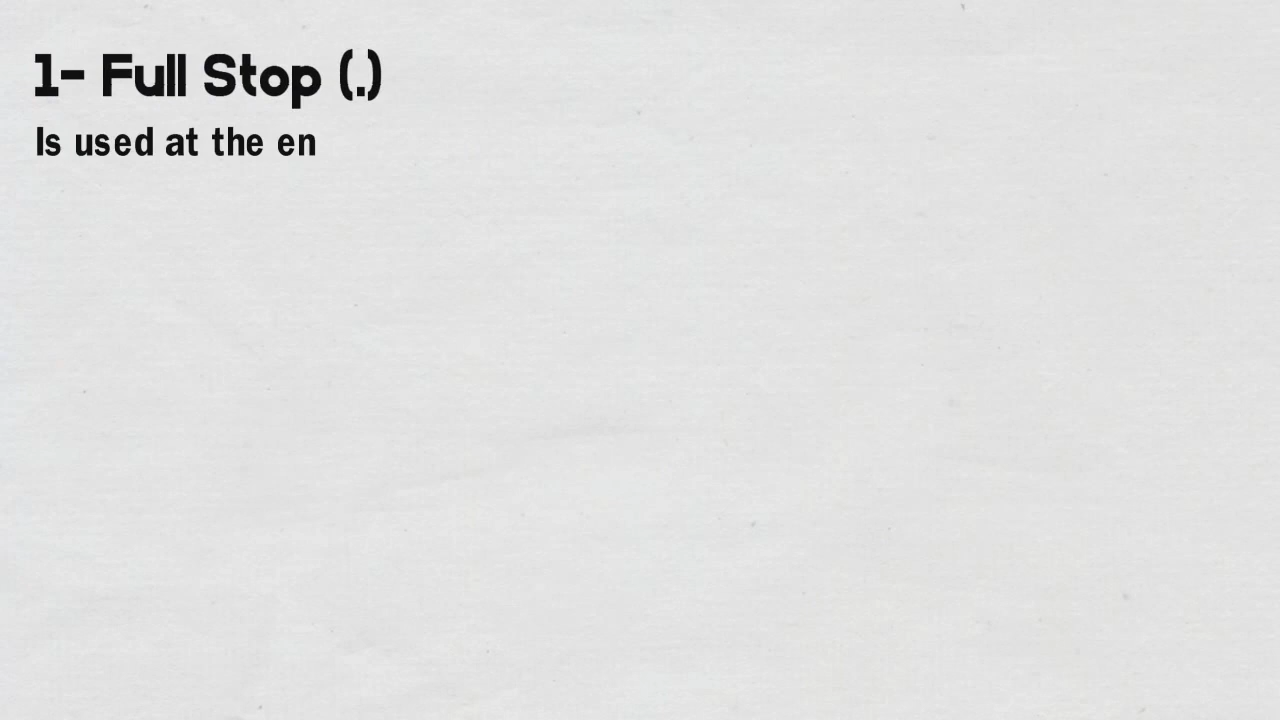 1- Full Stop (.)
Is used at the en